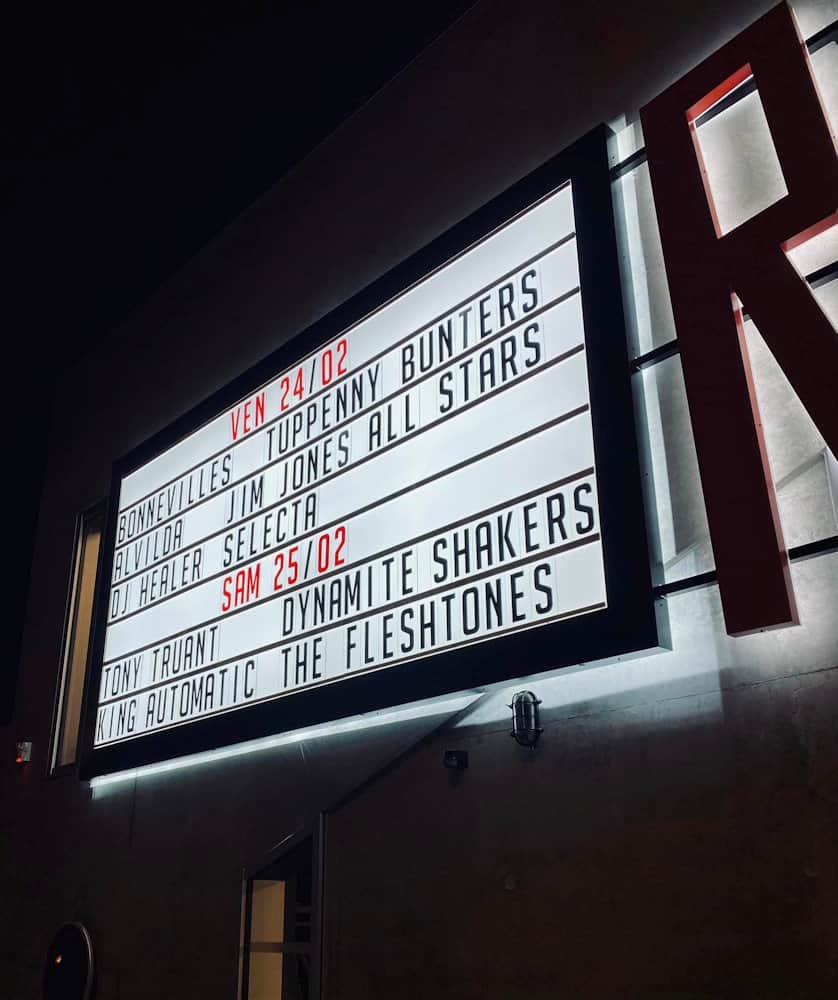 VEN 24/02
BONNEVILLES TUPPENNY BUNTERS
ALVILDA JIM JONES ALL STARS
DJ HEALER SELECTA
SAM 25/02
TONY TRUANT DYNAMITE SHAKERS
KING AUTOMATIC THE FLESHTONES
R